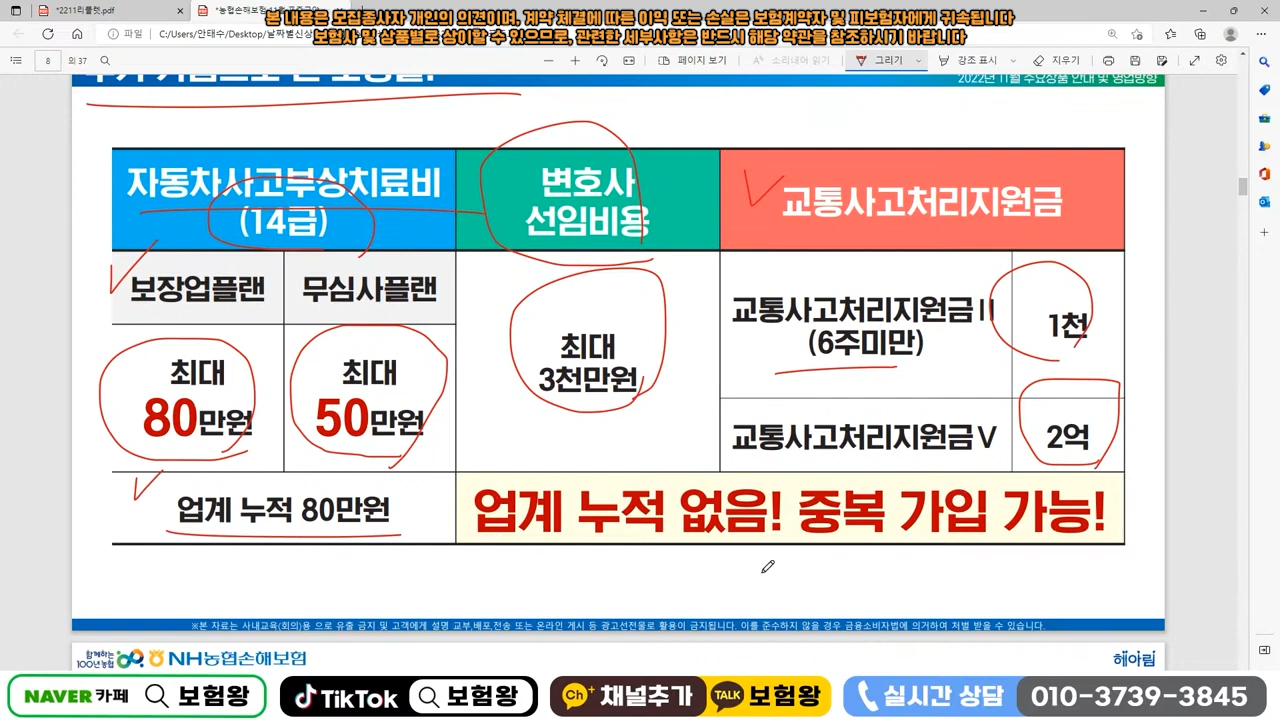 *2211리플렛.pdf
본 내용은 모집종사자 개인의 의견이며, 계약 체결에 따른 이익 또는 손실은 보험계약자 및 피보험자에게 귀속됩니다
보험사 및 상품별로 상이할 수 있으므로, 관련한 세부사항은 반드시 해당 약관을 참조하시기 바랍니다
파일 C:/Users/안태수/Desktop/날짜별신상
8 의 37 페이지 보기 소리내어 읽기 그리기 강조 표시 지우기
2022년 11월 주요상품 안내 및 영업방향
자동차사고부상치료비
(14급)
변호사
선임비용
교통사고처리지원금
보장업플랜 무심사플랜
최대
80만원
최대
50만원
최대
3천만원
교통사고처리지원금Ⅱ
(6주미만)
1천
교통사고처리지원금Ⅴ 2억
업계 누적 80만원
업계 누적 없음! 중복 가입 가능!
※본 자료는 사내교육(회의)용 으로 유출 금지 및 고객에게 설명 교부,배포,전송 또는 온라인 게시 등 광고선전물로 활용이 금지됩니다. 이를 준수하지 않을 경우 금융소비자법에 의거하여 처벌 받을 수 있습니다.
함께하는
100년 농협
NH농협손해보험
헤아림
NAVER 카페 보험왕
TikTok 보험왕
Ch+ 채널추가 TALK 보험왕
실시간 상담 010-3739-3845